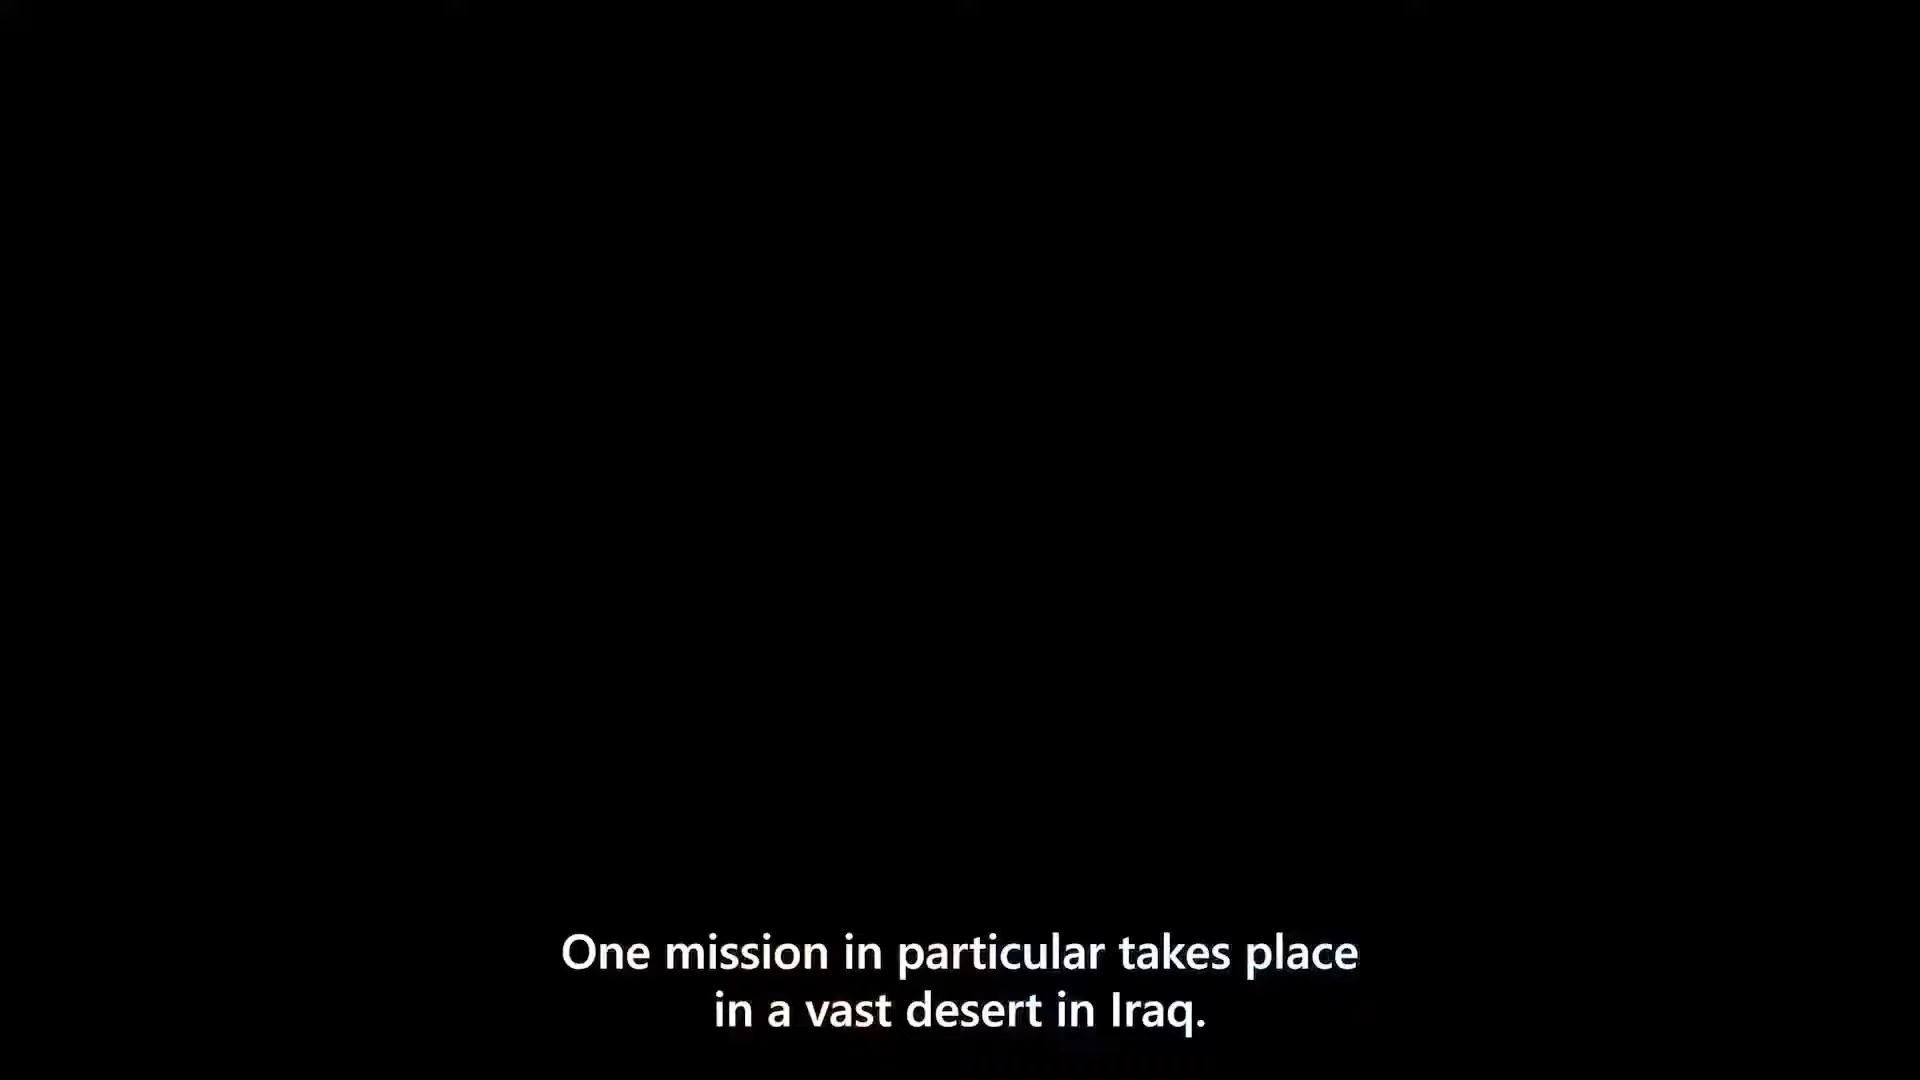 One mission in particular takes place
in a vast desert in Iraq.